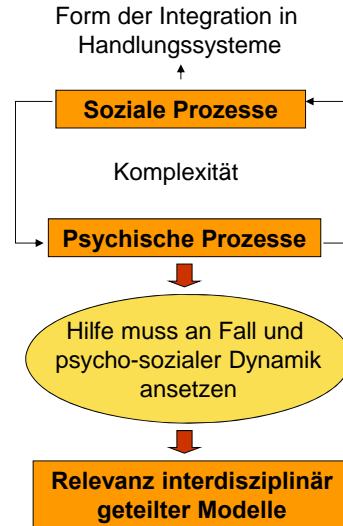 Form der Integration in
Handlungssysteme
Soziale Prozesse
Komplexität
Psychische Prozesse
Hilfe muss an Fall und
psycho-sozialer Dynamik
ansetzen
Relevanz interdisziplinär
geteilter Modelle